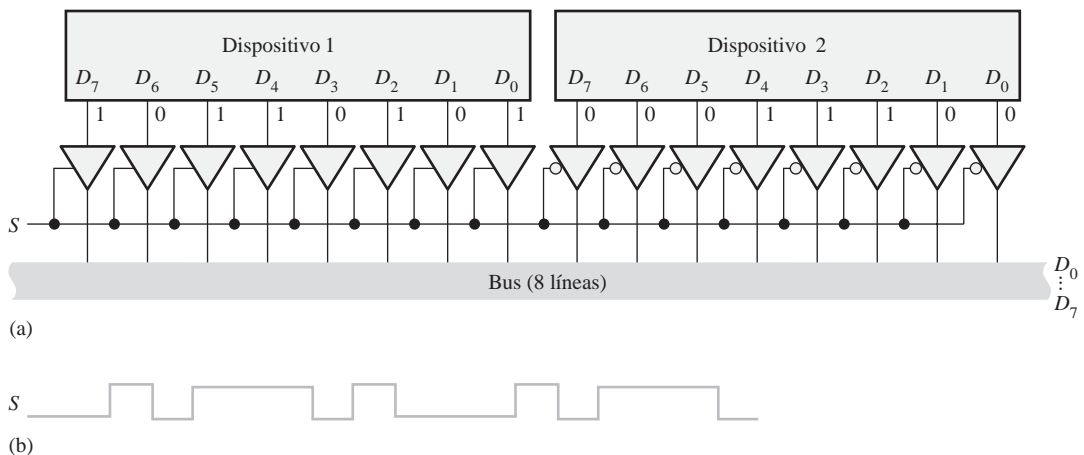 Dispositivo 1 Dispositivo 2
D7 D6 D5 D4 D3 D2 D1 D0 D7 D6 D5 D4 D3 D2 D1 D0
1 0 1 1 0 1 0 1 0 0 0 1 1 1 0 0
S
Bus (8 líneas)
D0
⋮
D7
(a)
S
(b)